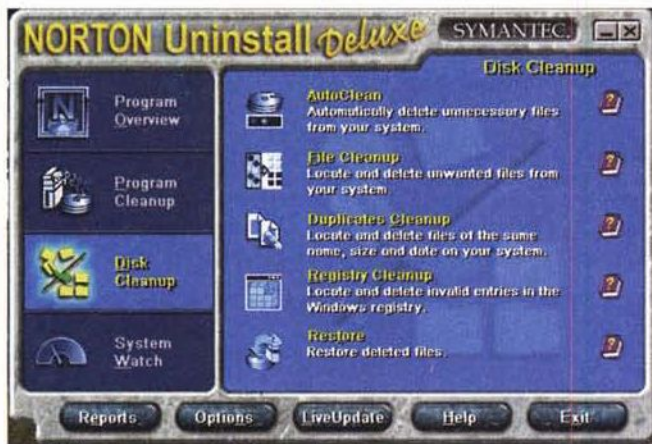 NORTON Uninstall Deluxe
SYMANTEC.
Disk Cleanup
Program
Overview
Program
Cleanup
Disk
Cleanup
System
Watch
AutoClean
Automatically delete unnecessory files
from your system.
File Cleanup
Locate and delete unwanted files from
your system
Duplicates Cleanup
Locate and delete files of the same
name, size and date on your system.
Registry Cleanup
Locate and delete invalid entries in the
Windows registry.
Restore
Restore deleted files.
Reports
Options
LiveUpdate
Help
Exit